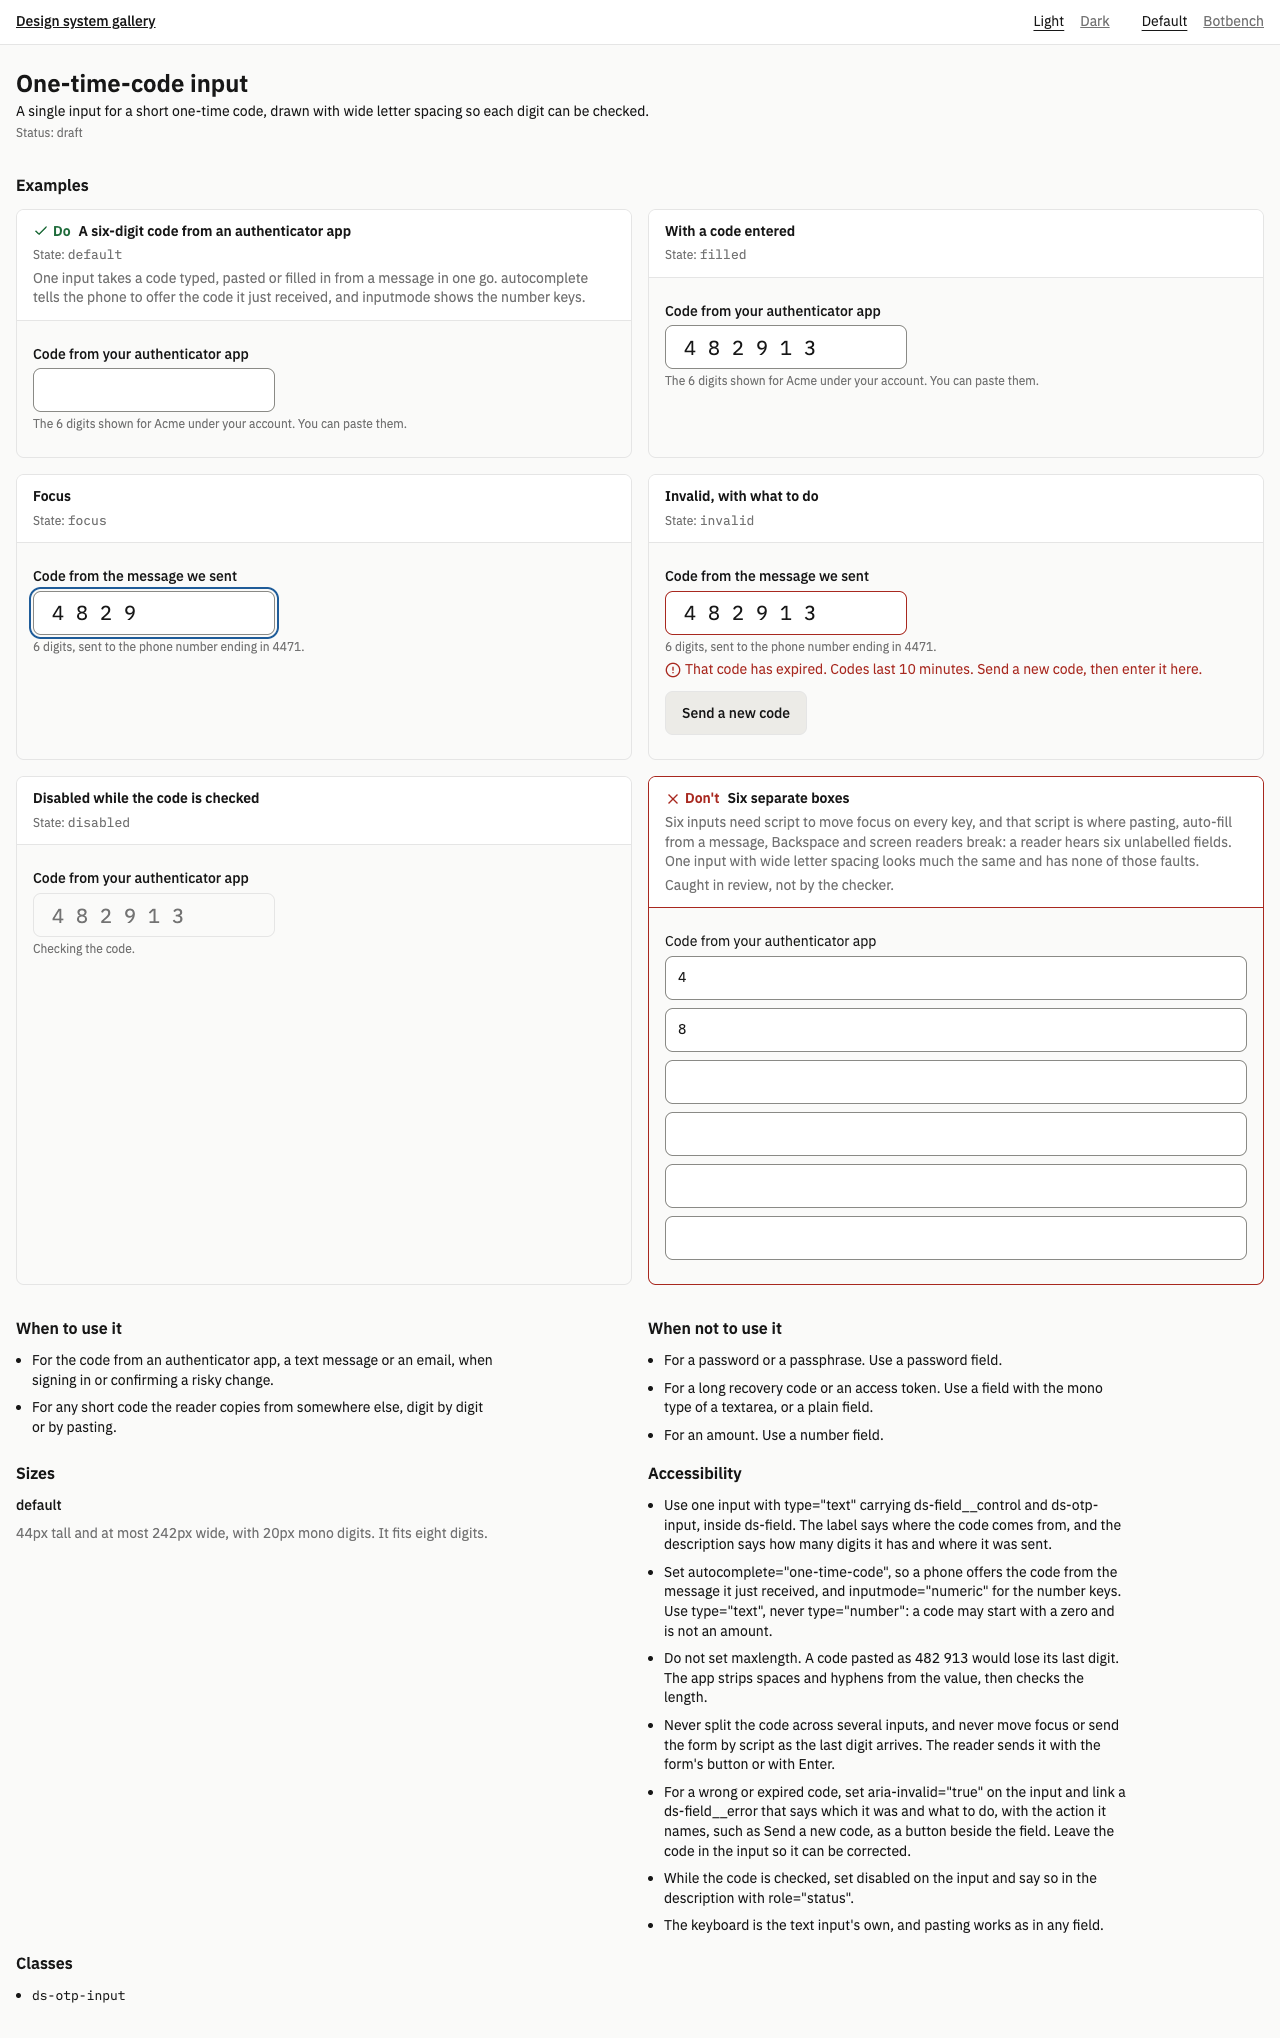 Design system gallery
Light Dark Default Botbench
One-time-code input
A single input for a short one-time code, drawn with wide letter spacing so each digit can be checked.
Status: draft
Examples
Do A six-digit code from an authenticator app
State: default
One input takes a code typed, pasted or filled in from a message in one go. autocomplete
tells the phone to offer the code it just received, and inputmode shows the number keys.
Code from your authenticator app
The 6 digits shown for Acme under your account. You can paste them.
With a code entered
State: filled
Code from your authenticator app
4 8 2 9 1 3
The 6 digits shown for Acme under your account. You can paste them.
Focus
State: focus
Code from the message we sent
4 8 2 9
6 digits, sent to the phone number ending in 4471.
Invalid, with what to do
State: invalid
Code from the message we sent
4 8 2 9 1 3
6 digits, sent to the phone number ending in 4471.
That code has expired. Codes last 10 minutes. Send a new code, then enter it here.
Send a new code
Disabled while the code is checked
State: disabled
Code from your authenticator app
4 8 2 9 1 3
Checking the code.
Don't Six separate boxes
Six inputs need script to move focus on every key, and that script is where pasting, auto-fill
from a message, Backspace and screen readers break: a reader hears six unlabelled fields.
One input with wide letter spacing looks much the same and has none of those faults.
Caught in review, not by the checker.
Code from your authenticator app
4
8
When to use it
For the code from an authenticator app, a text message or an email, when
signing in or confirming a risky change.
For any short code the reader copies from somewhere else, digit by digit
or by pasting.
When not to use it
For a password or a passphrase. Use a password field.
For a long recovery code or an access token. Use a field with the mono
type of a textarea, or a plain field.
For an amount. Use a number field.
Sizes
default
44px tall and at most 242px wide, with 20px mono digits. It fits eight digits.
Accessibility
Use one input with type="text" carrying ds-field__control and ds-otp-
input, inside ds-field. The label says where the code comes from, and the
description says how many digits it has and where it was sent.
Set autocomplete="one-time-code", so a phone offers the code from the
message it just received, and inputmode="numeric" for the number keys.
Use type="text", never type="number": a code may start with a zero and
is not an amount.
Do not set maxlength. A code pasted as 482 913 would lose its last digit.
The app strips spaces and hyphens from the value, then checks the
length.
Never split the code across several inputs, and never move focus or send
the form by script as the last digit arrives. The reader sends it with the
form's button or with Enter.
For a wrong or expired code, set aria-invalid="true" on the input and link a
ds-field__error that says which it was and what to do, with the action it
names, such as Send a new code, as a button beside the field. Leave the
code in the input so it can be corrected.
While the code is checked, set disabled on the input and say so in the
description with role="status".
The keyboard is the text input's own, and pasting works as in any field.
Classes
ds-otp-input